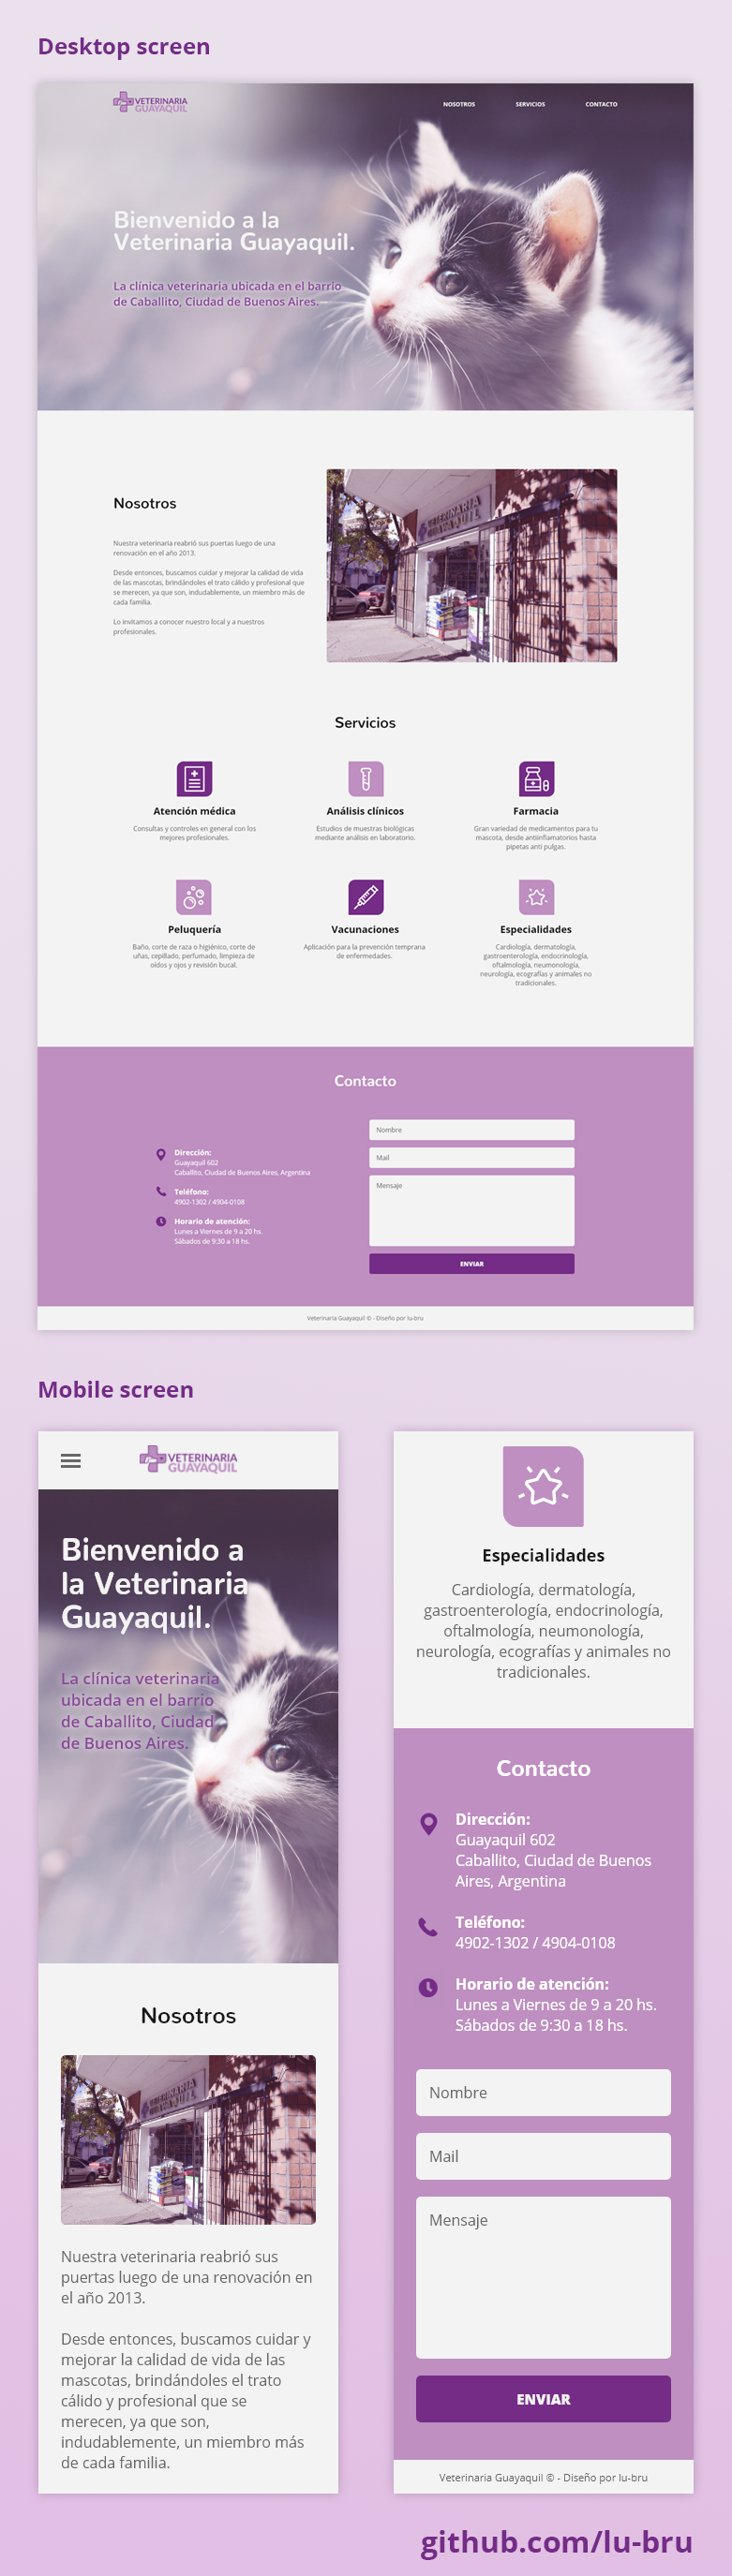 Desktop screen
VETERINARIA
GUAYAQUIL
NOSOTROS
SERVICIOS
CONTACTO
Bienvenido a la
Veterinaria Guayaquil.
La clínica veterinaria ubicada en el barrio
de Caballito, Ciudad de Buenos Aires.
Nosotros
Nuestra veterinaria reabrió sus puertas luego de una
renovación en el año 2013.
Desde entonces, buscamos cuidar y mejorar la calidad de vida
de las mascotas, brindándoles el trato cálido y profesional que
se merecen, ya que son, indudablemente, un miembro más de
cada familia.
Lo invitamos a conocer nuestro local y a nuestros
profesionales.
VETERINARIA
GUAYAQUIL
Servicios
Atención médica
Consultas y controles en general con los
mejores profesionales.
Análisis clínicos
Estudios de muestras biológicas
mediante análisis en laboratorio.
Farmacia
Gran variedad de medicamentos para tu
mascota, desde antiinflamatorios hasta
pipetas anti pulgas.
Peluquería
Baño, corte de raza o higiénico, corte de
uñas, cepillado, perfumado, limpieza de
oídos y ojos y revisión bucal.
Vacunaciones
Aplicación para la prevención temprana
de enfermedades.
Especialidades
Cardiología, dermatología,
gastroenterología, endocrinología,
oftalmología, neumonología,
neurología, ecografías y animales no
tradicionales.
Contacto
Dirección:
Guayaquil 602
Caballito, Ciudad de Buenos Aires, Argentina
Teléfono:
4902-1302 / 4904-0108
Horario de atención:
Lunes a Viernes de 9 a 20 hs.
Sábados de 9:30 a 18 hs.
Nombre
Mail
Mensaje
ENVIAR
Veterinaria Guayaquil © - Diseño por lu-bru
Mobile screen
VETERINARIA
GUAYAQUIL
Bienvenido a
la Veterinaria
Guayaquil.
La clínica veterinaria
ubicada en el barrio
de Caballito, Ciudad
de Buenos Aires.
Nosotros
VETERINARIA
GUAYAQUIL
Nuestra veterinaria reabrió sus
puertas luego de una renovación en
el año 2013.
Desde entonces, buscamos cuidar y
mejorar la calidad de vida de las
mascotas, brindándoles el trato
cálido y profesional que se
merecen, ya que son,
indudablemente, un miembro más
de cada familia.
Especialidades
Cardiología, dermatología,
gastroenterología, endocrinología,
oftalmología, neumonología,
neurología, ecografías y animales no
tradicionales.
Contacto
Dirección:
Guayaquil 602
Caballito, Ciudad de Buenos
Aires, Argentina
Teléfono:
4902-1302 / 4904-0108
Horario de atención:
Lunes a Viernes de 9 a 20 hs.
Sábados de 9:30 a 18 hs.
Nombre
Mail
Mensaje
ENVIAR
Veterinaria Guayaquil © - Diseño por lu-bru
github.com/lu-bru